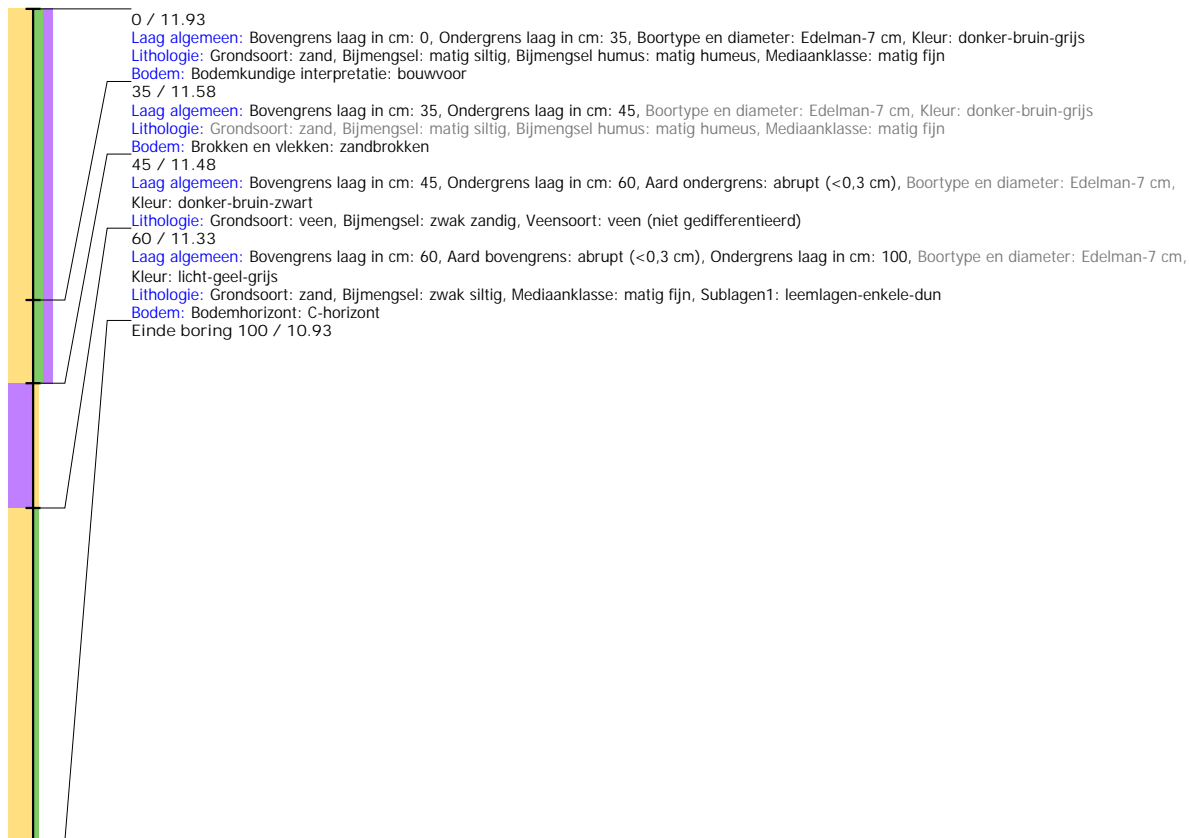 0 / 11.93
Laag algemeen: Bovengrens laag in cm: 0, Ondergrens laag in cm: 35, Boortype en diameter: Edelman-7 cm, Kleur: donker-bruin-grijs
Lithologie: Grondsoort: zand, Bijmengsel: matig siltig, Bijmengsel humus: matig humeus, Mediaanklasse: matig fijn
Bodem: Bodemkundige interpretatie: bouwvoor
35 / 11.58
Laag algemeen: Bovengrens laag in cm: 35, Ondergrens laag in cm: 45, Boortype en diameter: Edelman-7 cm, Kleur: donker-bruin-grijs
Lithologie: Grondsoort: zand, Bijmengsel: matig siltig, Bijmengsel humus: matig humeus, Mediaanklasse: matig fijn
Bodem: Brokken en vlekken: zandbrokken
45 / 11.48
Laag algemeen: Bovengrens laag in cm: 45, Ondergrens laag in cm: 60, Aard ondergrens: abrupt (<0,3 cm), Boortype en diameter: Edelman-7 cm,
Kleur: donker-bruin-zwart
Lithologie: Grondsoort: veen, Bijmengsel: zwak zandig, Veensoort: veen (niet gedifferentieerd)
60 / 11.33
Laag algemeen: Bovengrens laag in cm: 60, Aard bovengrens: abrupt (<0,3 cm), Ondergrens laag in cm: 100, Boortype en diameter: Edelman-7 cm,
Kleur: licht-geel-grijs
Lithologie: Grondsoort: zand, Bijmengsel: zwak siltig, Mediaanklasse: matig fijn, Sublagen1: leemlagen-enkele-dun
Bodem: Bodemhorizont: C-horizont
Einde boring 100 / 10.93